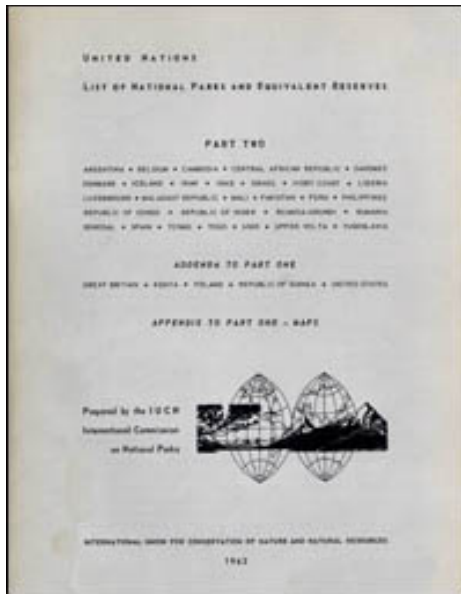 UNITED NATIONS
LIST OF NATIONAL PARKS AND EQUIVALENT RESERVES
PART TWO
ARGENTINA • BELGIUM • CAMBODIA • CENTRAL AFRICAN REPUBLIC • DAHOMEY
DENMARK • ICELAND • IRAN • IRAQ • ISRAEL • IVORY COAST • LIBERIA
LUXEMBOURG • MALAGASY REPUBLIC • MALI • PAKISTAN • PERU • PHILIPPINES
REPUBLIC OF CONGO • REPUBLIC OF NIGER • RUANDA-URUNDI • RUMANIA
SENEGAL • SPAIN • TCHAD • TOGO • USSR • UPPER VOLTA • YUGOSLAVIA
ADDENDA TO PART ONE
GREAT BRITAIN • KENYA • POLAND • REPUBLIC OF GUINEA • UNITED STATES
APPENDIX TO PART ONE - MAPS
Prepared by the IUCN
International Commission
on National Parks
INTERNATIONAL UNION FOR CONSERVATION OF NATURE AND NATURAL RESOURCES